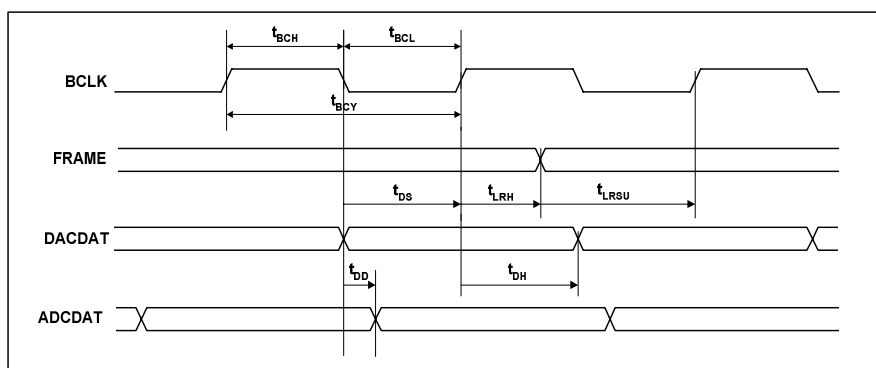 tBCH tBCL
BCLK
tBCY
FRAME
tDS tLRH tLRSU
DACDAT
tDD tDH
ADCDAT